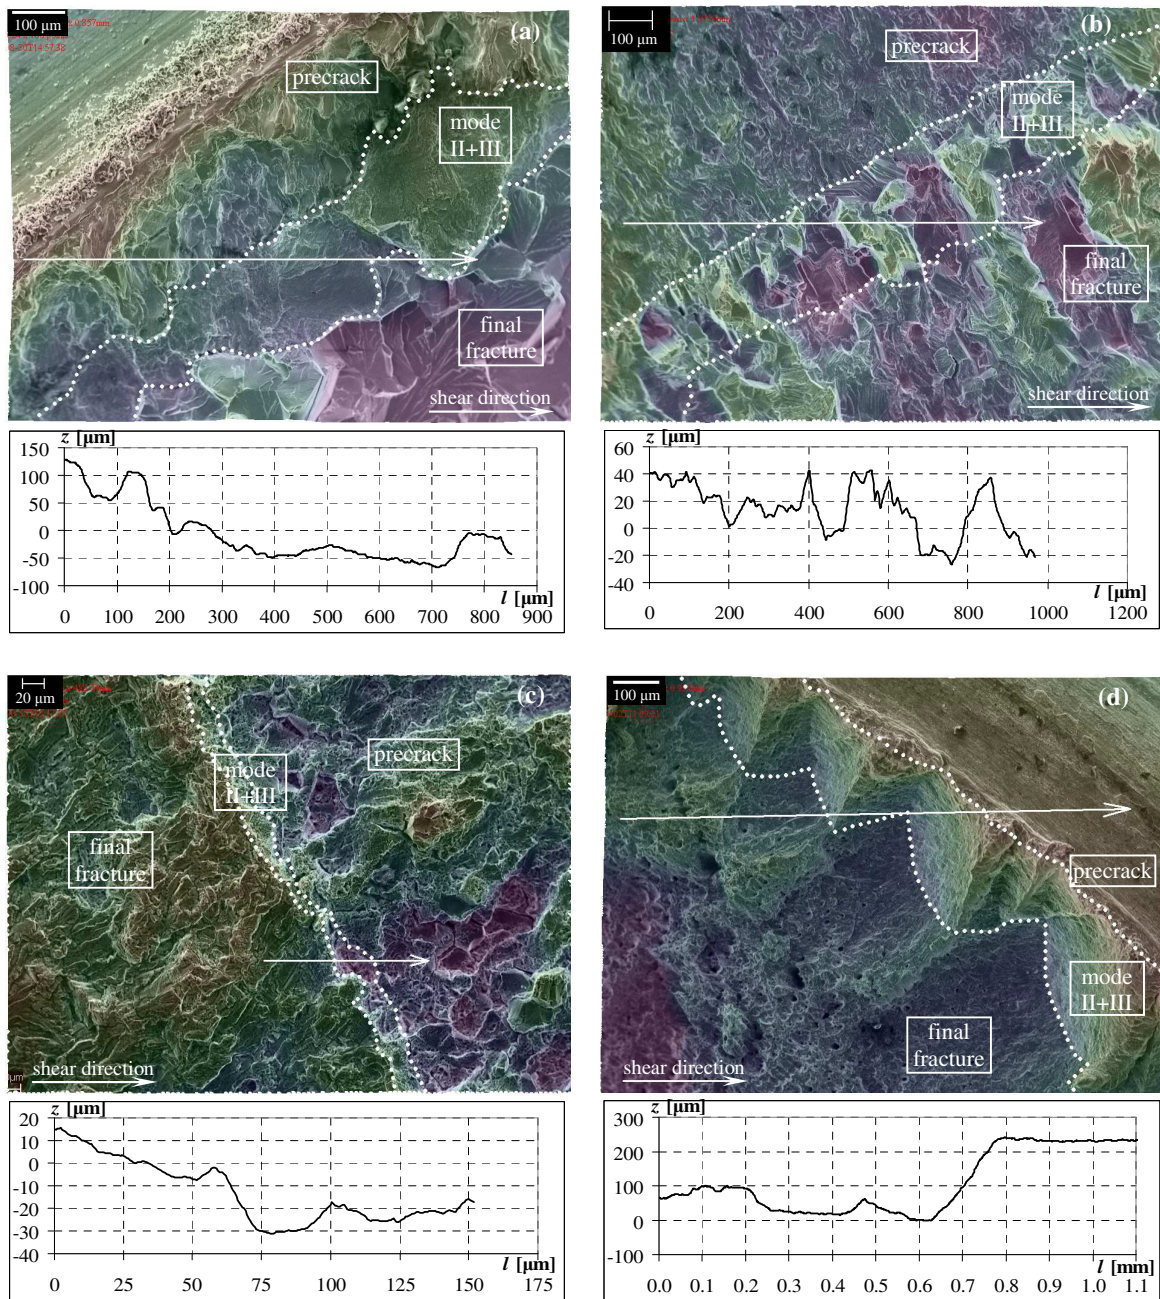 100 µm
(a)
precrack
mode
II+III
final
fracture
shear direction
z [µm]
150
100
50
0
-50
-100
0 100 200 300 400 500 600 700 800 900
l [µm]
100 µm
(b)
precrack
mode
II+III
final
fracture
shear direction
z [µm]
60
40
20
0
-20
-40
0 200 400 600 800 1000 1200
l [µm]
20 µm
(c)
precrack
mode
II+III
final
fracture
shear direction
z [µm]
20
10
0
-10
-20
-30
-40
0 25 50 75 100 125 150 175
l [µm]
100 µm
(d)
precrack
mode
II+III
final
fracture
shear direction
z [µm]
300
200
100
0
-100
0.0 0.1 0.2 0.3 0.4 0.5 0.6 0.7 0.8 0.9 1.0 1.1
l [mm]